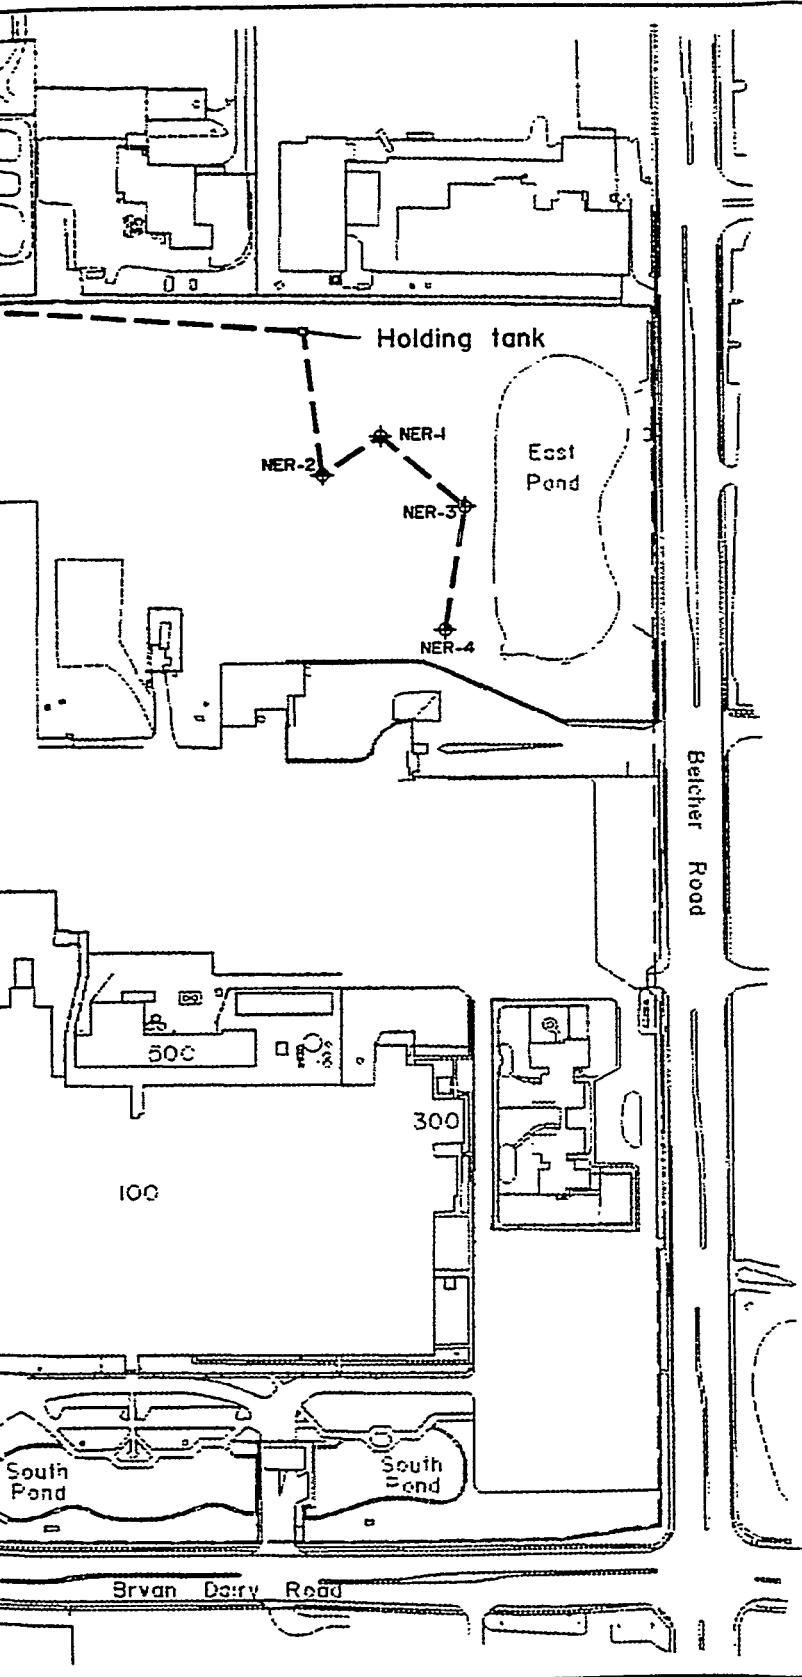 Holding tank
NER-1
NER-2
East
Pond
NER-3
NER-4
Belcher Road
600
300
100
South
Pond
South
Pond
Bryan Dairy Road